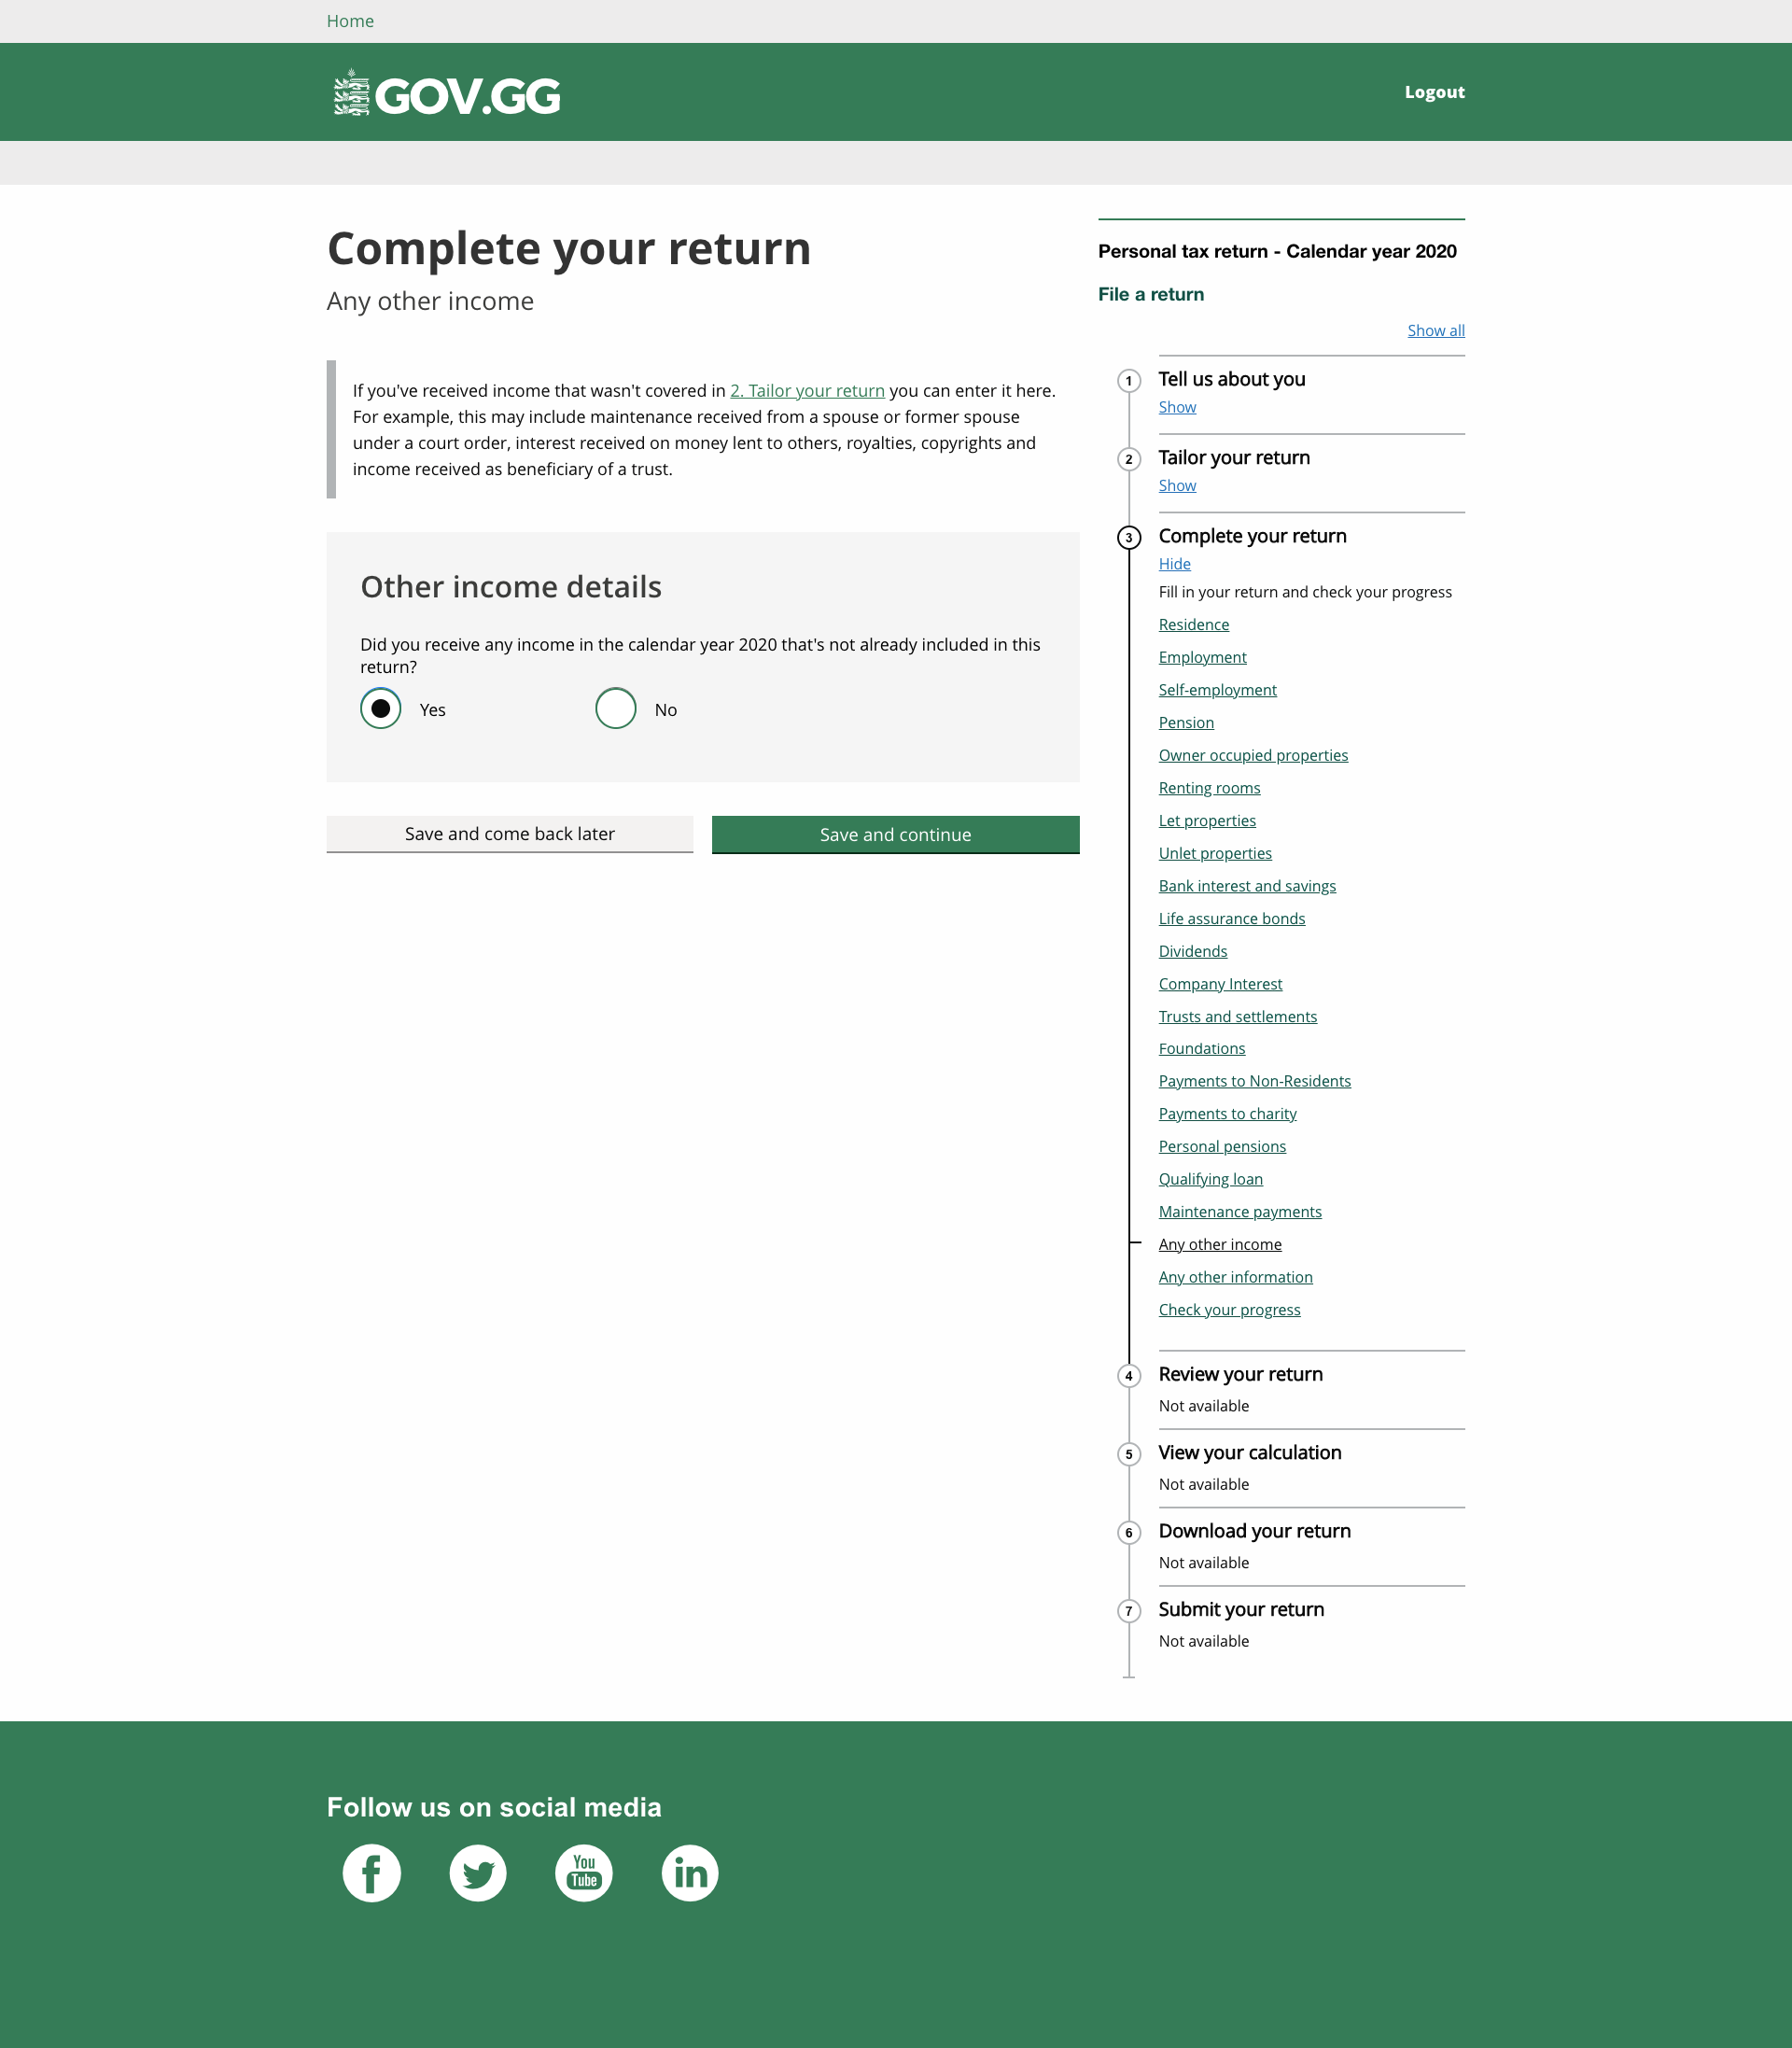 Home
GOV.GG
Logout
Complete your return
Any other income
If you've received income that wasn't covered in 2. Tailor your return you can enter it here.
For example, this may include maintenance received from a spouse or former spouse
under a court order, interest received on money lent to others, royalties, copyrights and
income received as beneficiary of a trust.
Other income details
Did you receive any income in the calendar year 2020 that's not already included in this
return?
Yes
No
Save and come back later
Save and continue
Personal tax return - Calendar year 2020
File a return
Show all
1
Tell us about you
Show
2
Tailor your return
Show
3
Complete your return
Hide
Fill in your return and check your progress
Residence
Employment
Self-employment
Pension
Owner occupied properties
Renting rooms
Let properties
Unlet properties
Bank interest and savings
Life assurance bonds
Dividends
Company Interest
Trusts and settlements
Foundations
Payments to Non-Residents
Payments to charity
Personal pensions
Qualifying loan
Maintenance payments
Any other income
Any other information
Check your progress
4
Review your return
Not available
5
View your calculation
Not available
6
Download your return
Not available
7
Submit your return
Not available
Follow us on social media
f
You
Tube
in